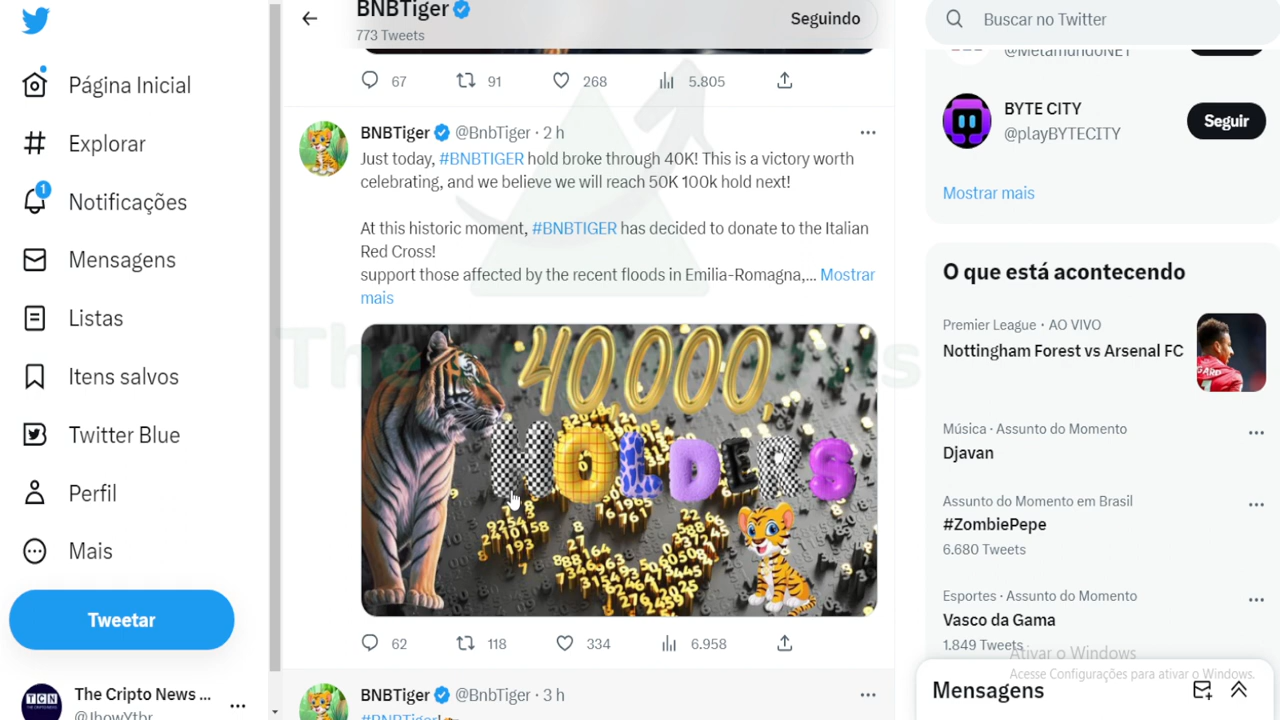 Página Inicial
Explorar
1
Notificações
Mensagens
Listas
Itens salvos
Twitter Blue
Perfil
Mais
Tweetar
TCN
The Cripto News ...
@JhowYtbr
BNBTiger
773 Tweets
Seguindo
67 91 268 5.805
BNBTiger @BnbTiger · 2 h
Just today, #BNBTIGER hold broke through 40K! This is a victory worth
celebrating, and we believe we will reach 50K 100k hold next!
At this historic moment, #BNBTIGER has decided to donate to the Italian
Red Cross!
support those affected by the recent floods in Emilia-Romagna,... Mostrar
mais
40.000,
HOLDERS
62 118 334 6.958
BNBTiger @BnbTiger · 3 h
#BNBTIGER!
Buscar no Twitter
@MetamundoNET
BYTE CITY
@playBYTECITY
Seguir
Mostrar mais
O que está acontecendo
Premier League · AO VIVO
Nottingham Forest vs Arsenal FC
Música · Assunto do Momento
Djavan
Assunto do Momento em Brasil
#ZombiePepe
6.680 Tweets
Esportes · Assunto do Momento
Vasco da Gama
1.849 Tweets
Ativar o Windows
Acesse Configurações para ativar o Windows.
Mensagens